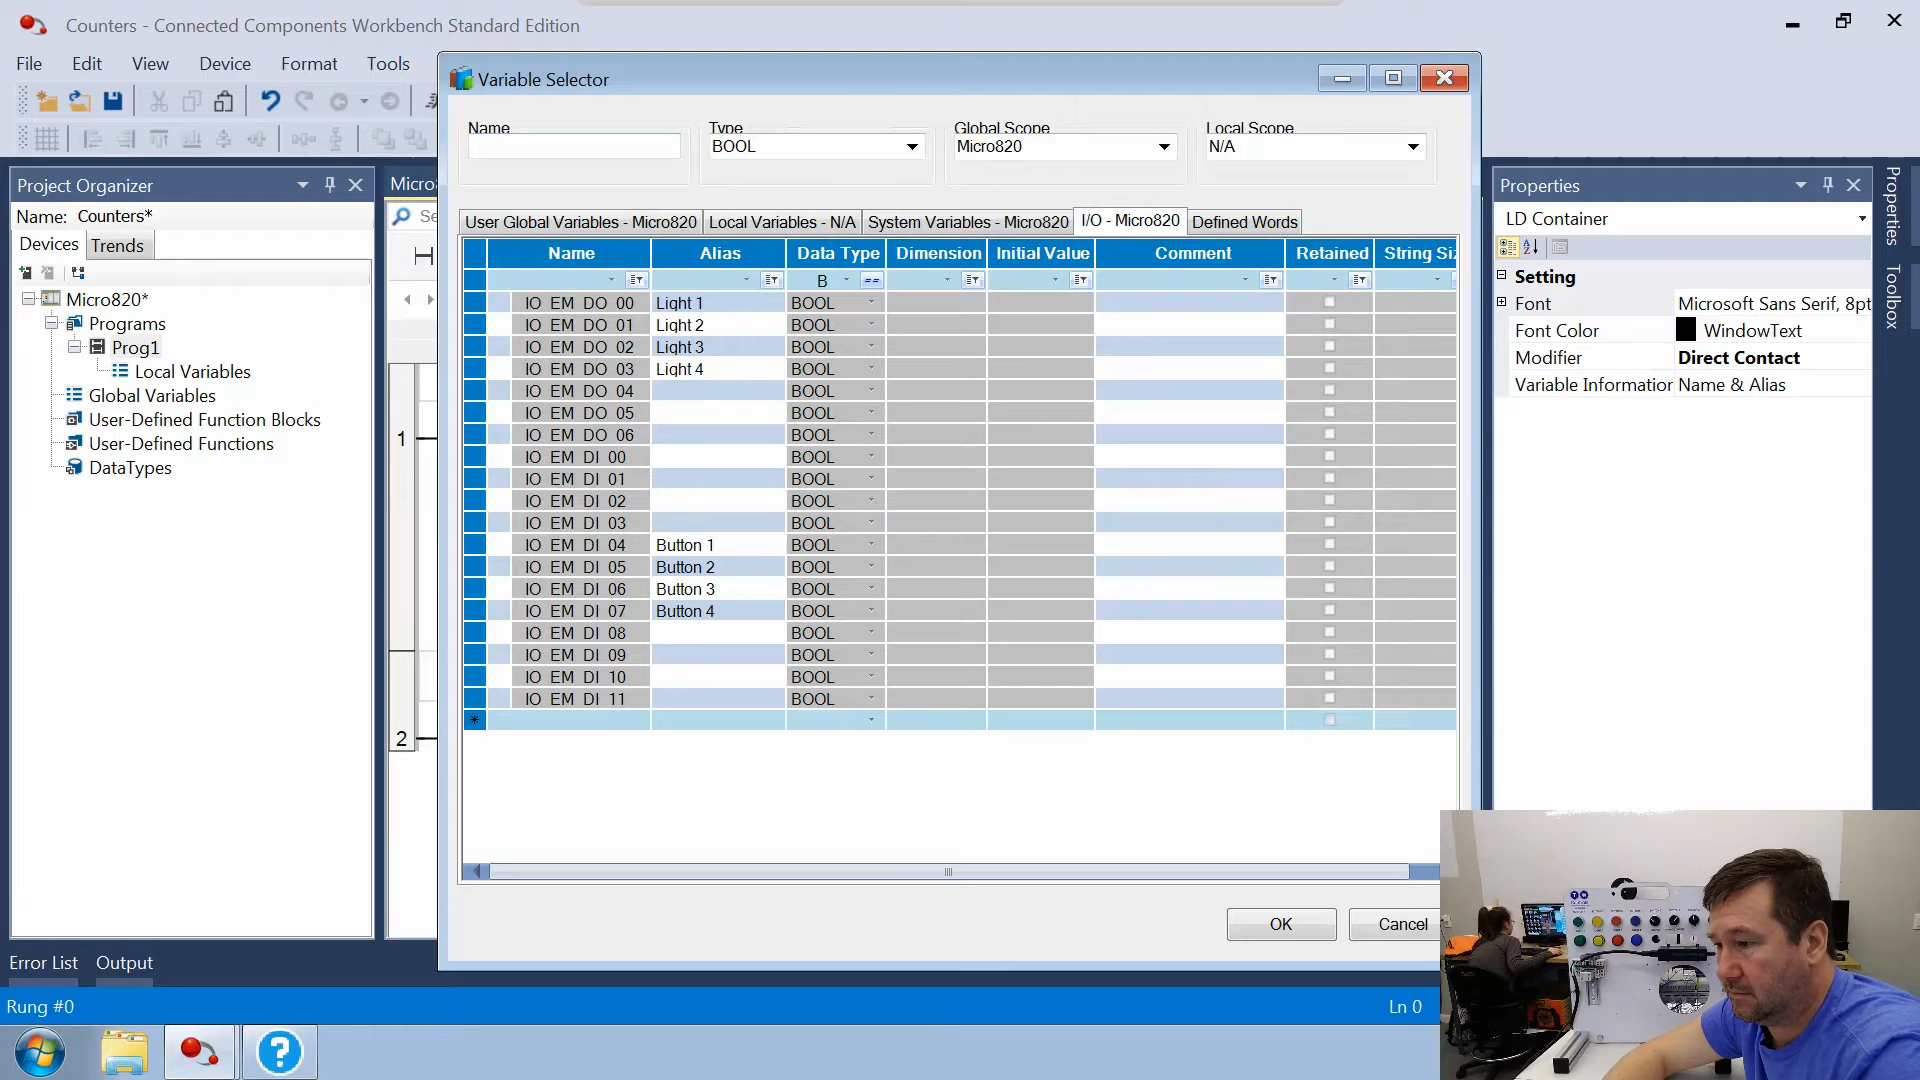 Counters - Connected Components Workbench Standard Edition
File Edit View Device Format Tools
Project Organizer
Name: Counters*
Devices Trends
Micro820*
Programs
Prog1
Local Variables
Global Variables
User-Defined Function Blocks
User-Defined Functions
DataTypes
Error List Output
Rung #0
Ln 0
1
2
Variable Selector
Name Type Global Scope Local Scope
BOOL Micro820 N/A
User Global Variables - Micro820 Local Variables - N/A System Variables - Micro820 I/O - Micro820 Defined Words
Name Alias Data Type Dimension Initial Value Comment Retained String Siz
B ==
IO EM DO 00 Light 1 BOOL
IO EM DO 01 Light 2 BOOL
IO EM DO 02 Light 3 BOOL
IO EM DO 03 Light 4 BOOL
IO EM DO 04 BOOL
IO EM DO 05 BOOL
IO EM DO 06 BOOL
IO EM DI 00 BOOL
IO EM DI 01 BOOL
IO EM DI 02 BOOL
IO EM DI 03 BOOL
IO EM DI 04 Button 1 BOOL
IO EM DI 05 Button 2 BOOL
IO EM DI 06 Button 3 BOOL
IO EM DI 07 Button 4 BOOL
IO EM DI 08 BOOL
IO EM DI 09 BOOL
IO EM DI 10 BOOL
IO EM DI 11 BOOL
*
OK Cancel
Properties
LD Container
Setting
Font Microsoft Sans Serif, 8pt
Font Color WindowText
Modifier Direct Contact
Variable Information Name & Alias
Properties
Toolbox